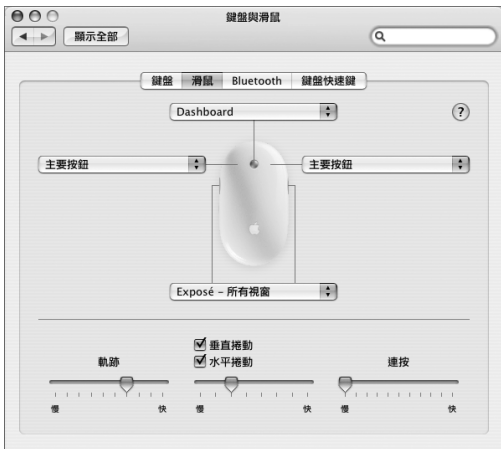 鍵盤與滑鼠
顯示全部
鍵盤 滑鼠 Bluetooth 鍵盤快速鍵
Dashboard
?
主要按鈕 主要按鈕
Exposé – 所有視窗
垂直捲動
軌跡 水平捲動 連按
慢 快 慢 快 慢 快